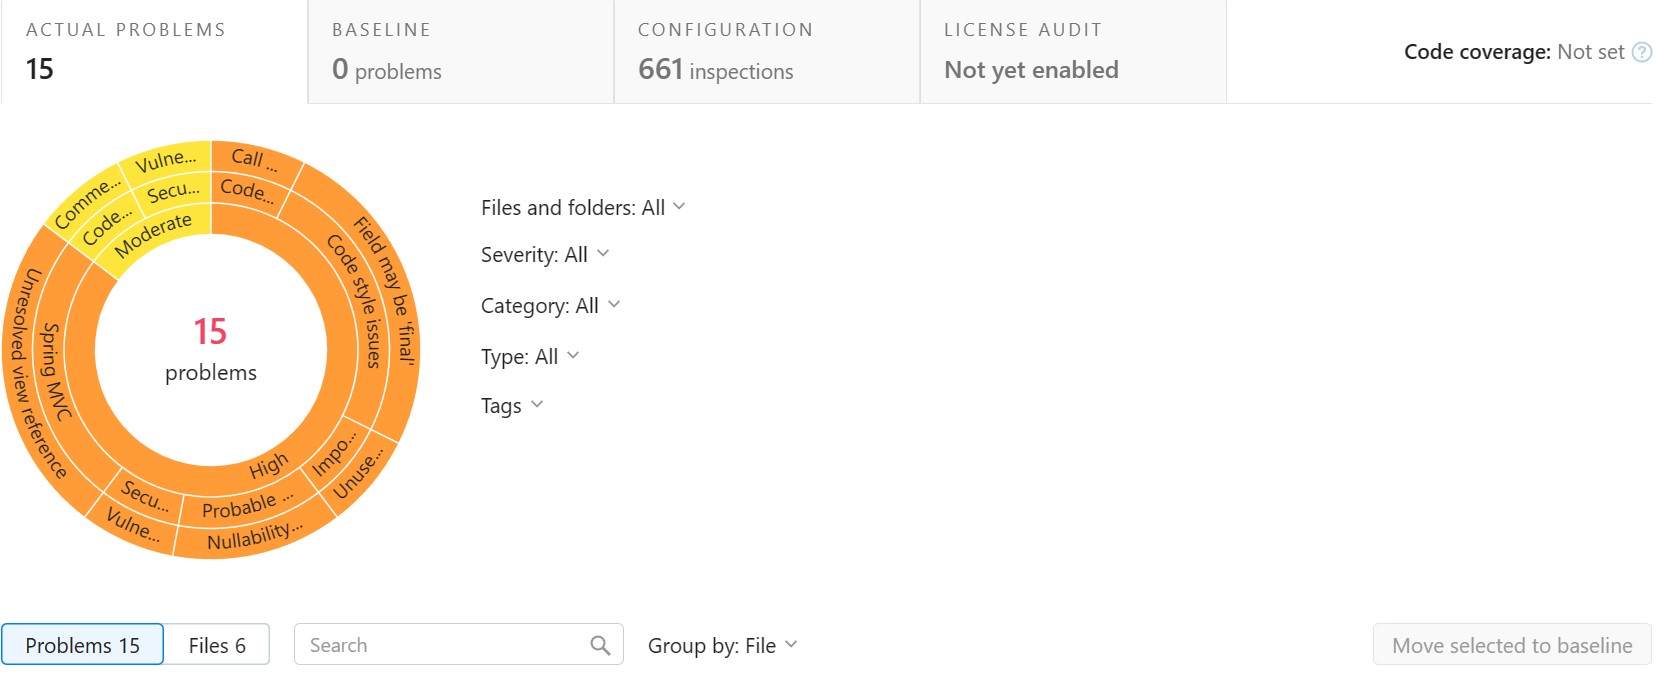 ACTUAL PROBLEMS
15
BASELINE
0 problems
CONFIGURATION
661 inspections
LICENSE AUDIT
Not yet enabled
Code coverage: Not set ?
Vulne...
Call ...
Comme...
Secu...
Code...
Code...
Moderate
Field may be 'final'
Code style issues
Unresolved view reference
Spring MVC
15
problems
High
Impo...
Unuse...
Secu...
Probable ...
Vulne...
Nullability...
Files and folders: All
Severity: All
Category: All
Type: All
Tags
Problems 15
Files 6
Search
Group by: File
Move selected to baseline